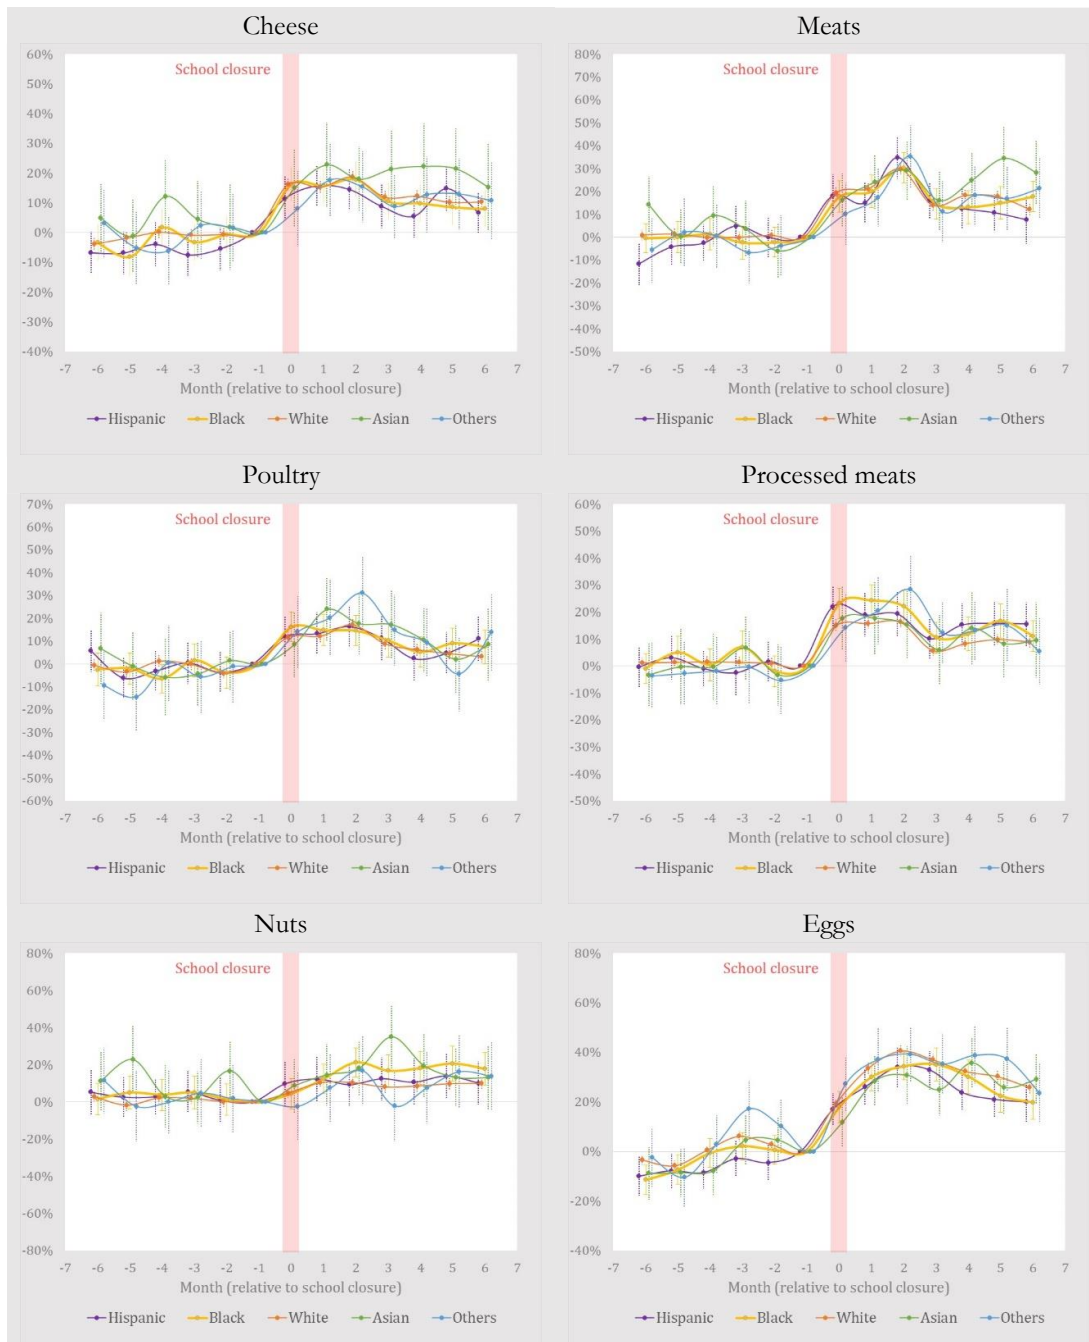 Cheese
60%
50%
40%
30%
20%
10%
0%
-10%
-20%
-30%
-40%
School closure
-7 -6 -5 -4 -3 -2 -1 0 1 2 3 4 5 6 7
Month (relative to school closure)
Hispanic Black White Asian Others
Meats
80%
70%
60%
50%
40%
30%
20%
10%
0%
-10%
-20%
-30%
-40%
-50%
School closure
-7 -6 -5 -4 -3 -2 -1 0 1 2 3 4 5 6 7
Month (relative to school closure)
Hispanic Black White Asian Others
Poultry
70%
60%
50%
40%
30%
20%
10%
0%
-10%
-20%
-30%
-40%
-50%
-60%
School closure
-7 -6 -5 -4 -3 -2 -1 0 1 2 3 4 5 6 7
Month (relative to school closure)
Hispanic Black White Asian Others
Processed meats
60%
50%
40%
30%
20%
10%
0%
-10%
-20%
-30%
-40%
-50%
School closure
-7 -6 -5 -4 -3 -2 -1 0 1 2 3 4 5 6 7
Month (relative to school closure)
Hispanic Black White Asian Others
Nuts
80%
60%
40%
20%
0%
-20%
-40%
-60%
-80%
School closure
-7 -6 -5 -4 -3 -2 -1 0 1 2 3 4 5 6 7
Month (relative to school closure)
Hispanic Black White Asian Others
Eggs
80%
60%
40%
20%
0%
-20%
-40%
School closure
-7 -6 -5 -4 -3 -2 -1 0 1 2 3 4 5 6 7
Month (relative to school closure)
Hispanic Black White Asian Others